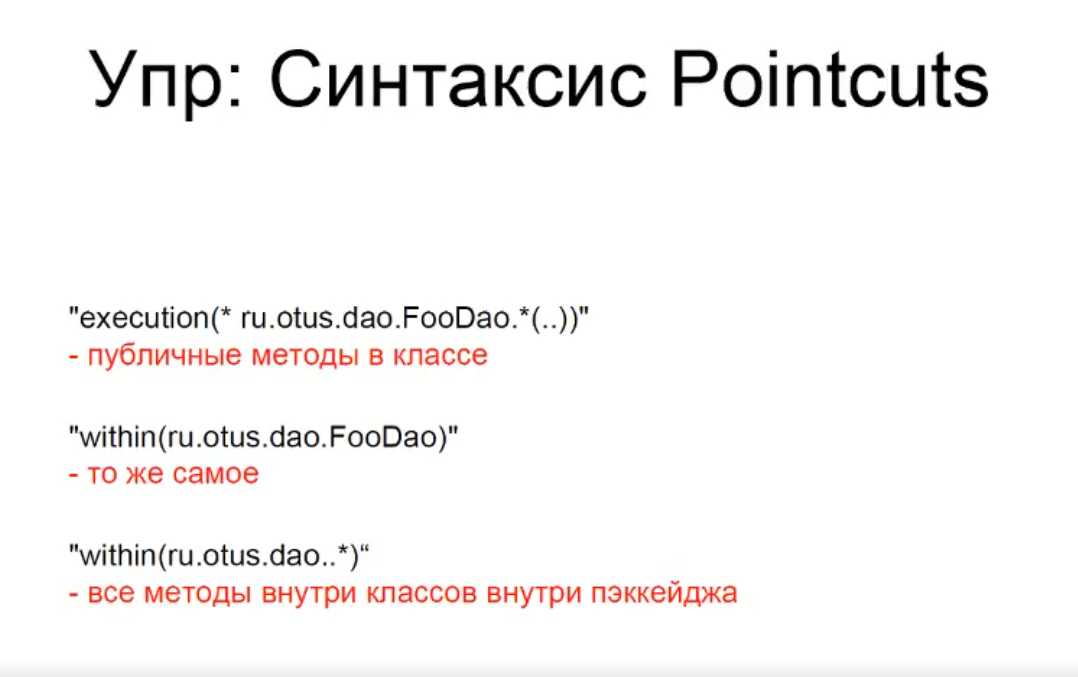 Упр: Синтаксис Pointcuts
"execution(* ru.otus.dao.FooDao.*(..))"
- публичные методы в классе
"within(ru.otus.dao.FooDao)"
- то же самое
"within(ru.otus.dao..*)“
- все методы внутри классов внутри пэккейджа